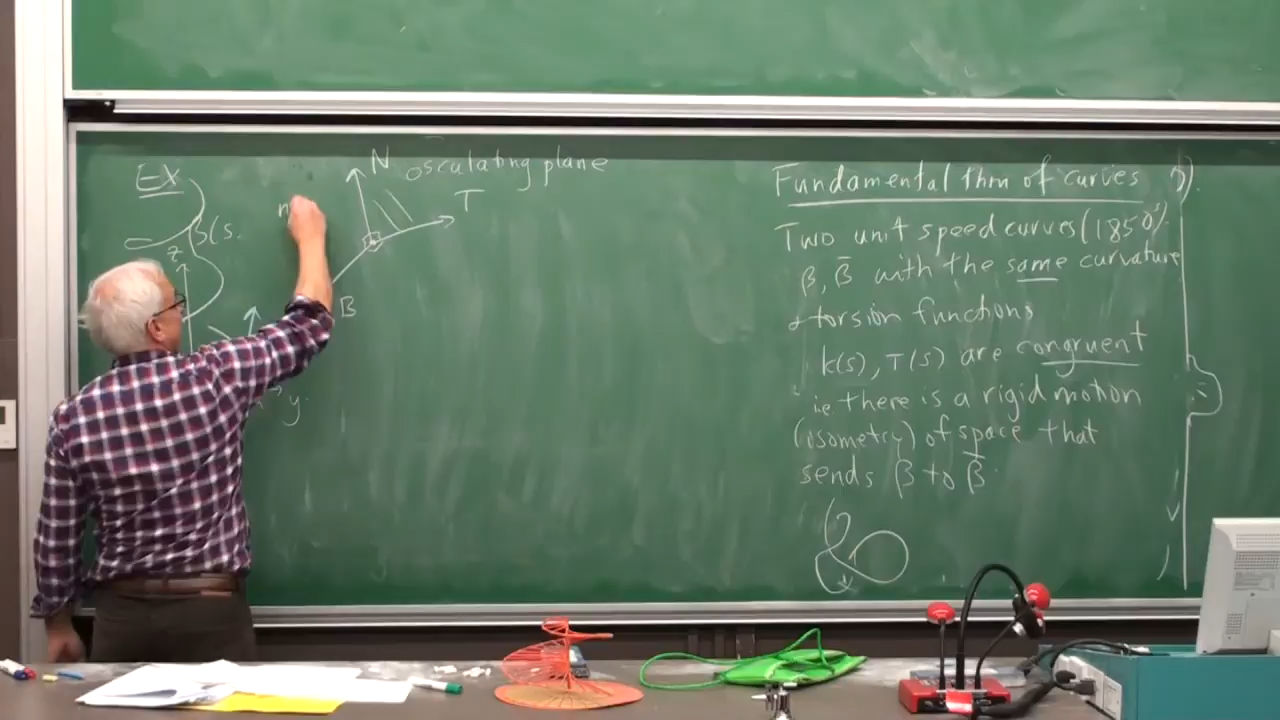 EX
β(s
z
y
N
osculating plane
T
B
n
Fundamental thm of curves
Two unit speed curves (1850's)
β, β̄ with the same curvature
& torsion functions
k(s), τ(s) are congruent
ie there is a rigid motion
(isometry) of space that
sends β to β̄